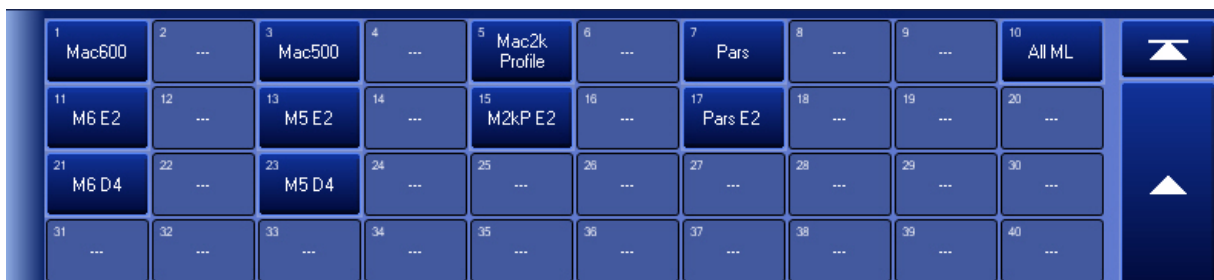 1 2 3 4 5 6 7 8 9 10
Mac600 --- Mac500 --- Mac2k Profile --- Pars --- --- All ML
11 12 13 14 15 16 17 18 19 20
M6 E2 --- M5 E2 --- M2kP E2 --- Pars E2 --- --- ---
21 22 23 24 25 26 27 28 29 30
M6 D4 --- M5 D4 --- --- --- --- --- --- ---
31 32 33 34 35 36 37 38 39 40
--- --- --- --- --- --- --- --- --- ---